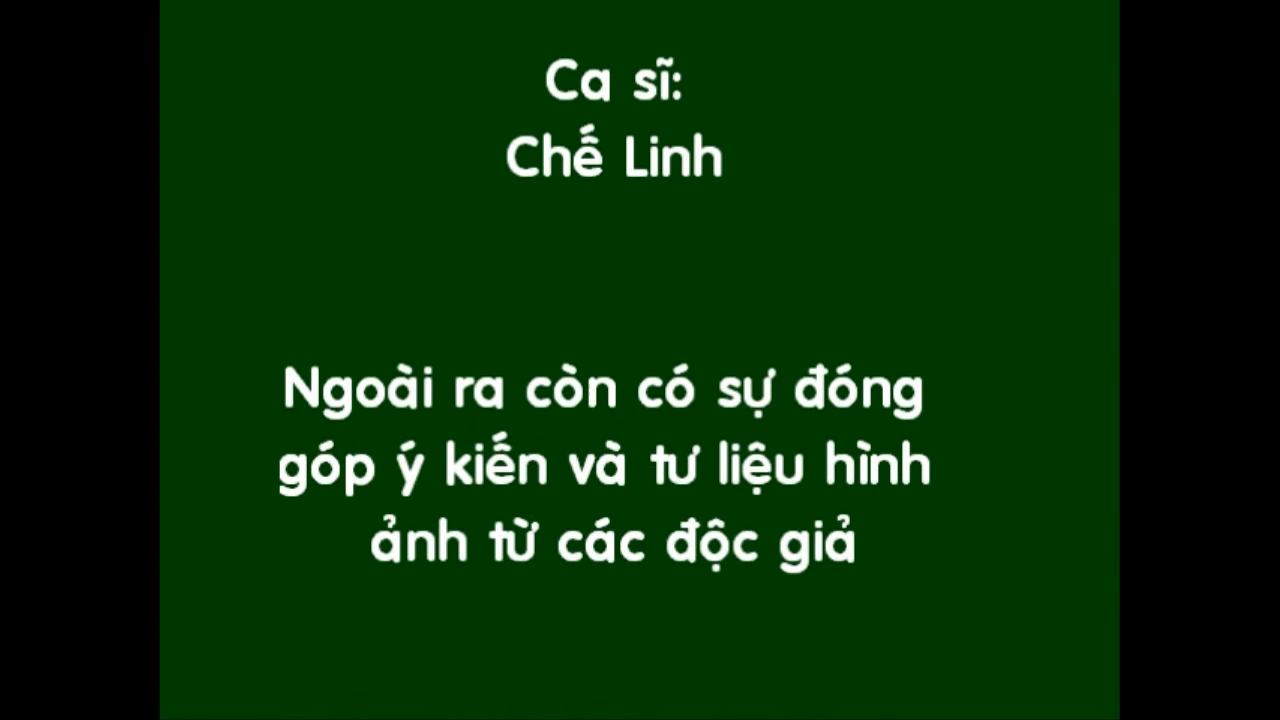 Ca sĩ:
Chế Linh
Ngoài ra còn có sự đóng
góp ý kiến và tư liệu hình
ảnh từ các độc giả